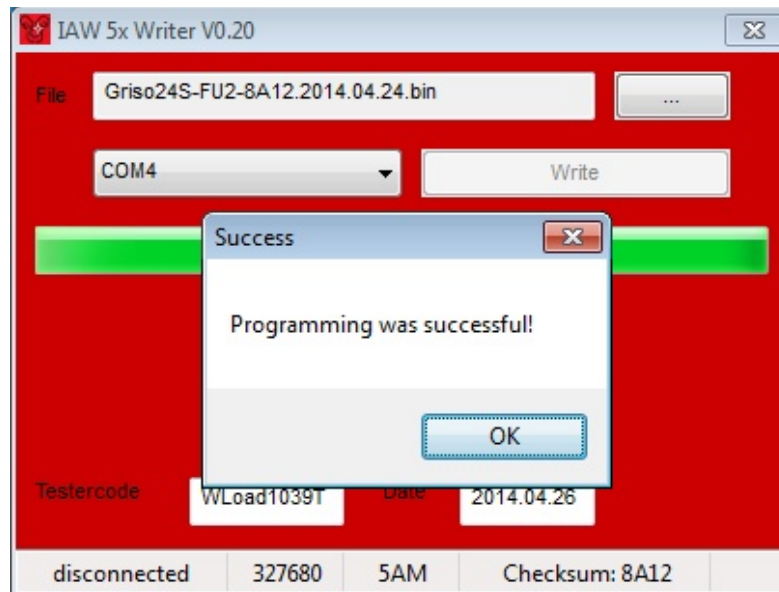 IAW 5x Writer V0.20
File Griso24S-FU2-8A12.2014.04.24.bin ...
COM4 Write
Success
Programming was successful!
OK
Testercode WLoad1039T Date 2014.04.26
disconnected 327680 5AM Checksum: 8A12